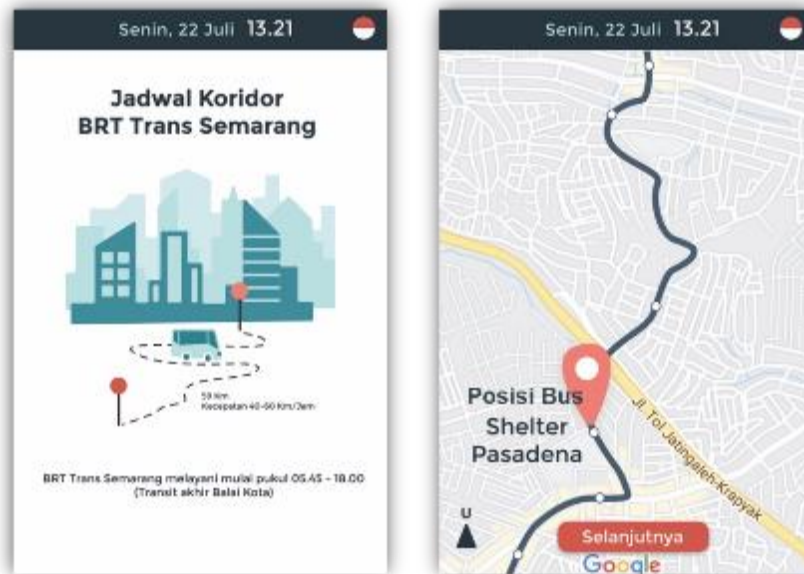 Senin, 22 Juli 13.21
Jadwal Koridor
BRT Trans Semarang
50 Km
Kecepatan 40-60 Km/Jam
BRT Trans Semarang melayani mulai pukul 05.45 - 18.00
(Transit akhir Balai Kota)
Senin, 22 Juli 13.21
Posisi Bus
Shelter
Pasadena
Jl. Tol Jatingaleh-Krapyak
U
Selanjutnya
Google